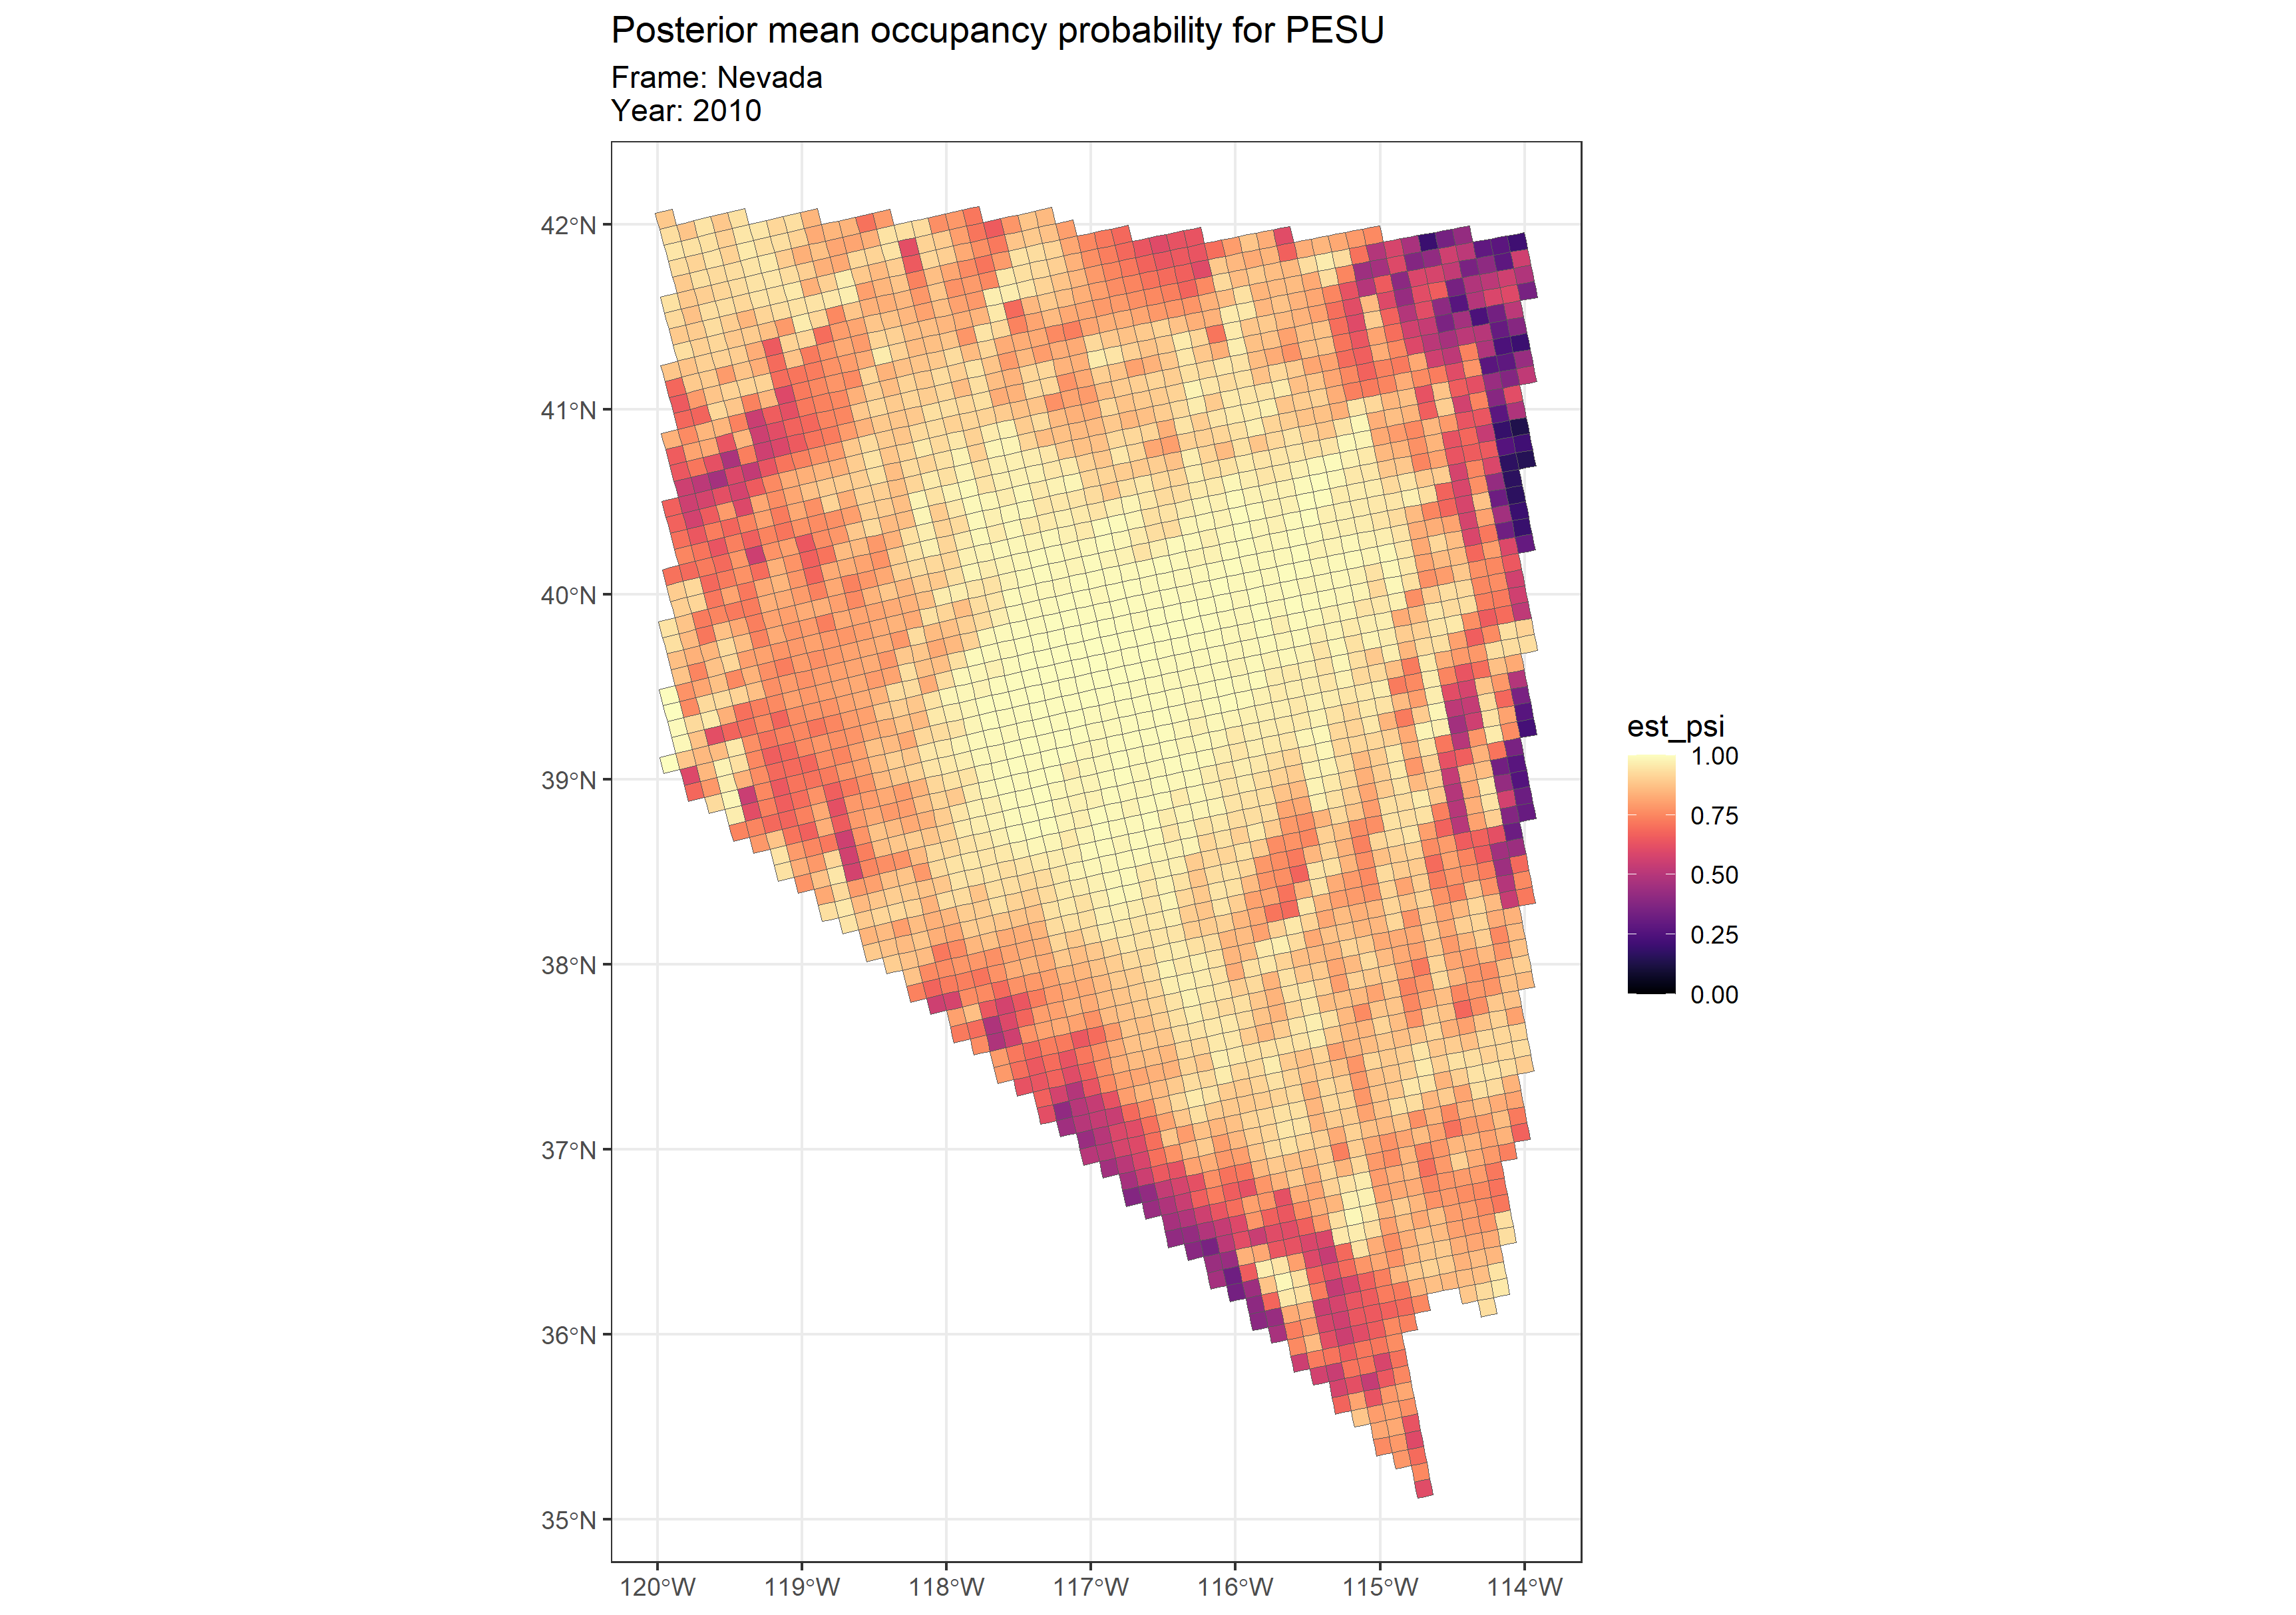 Posterior mean occupancy probability for PESU
Frame: Nevada
Year: 2010
42°N
41°N
40°N
39°N
38°N
37°N
36°N
35°N
120°W
119°W
118°W
117°W
116°W
115°W
114°W
est_psi
1.00
0.75
0.50
0.25
0.00